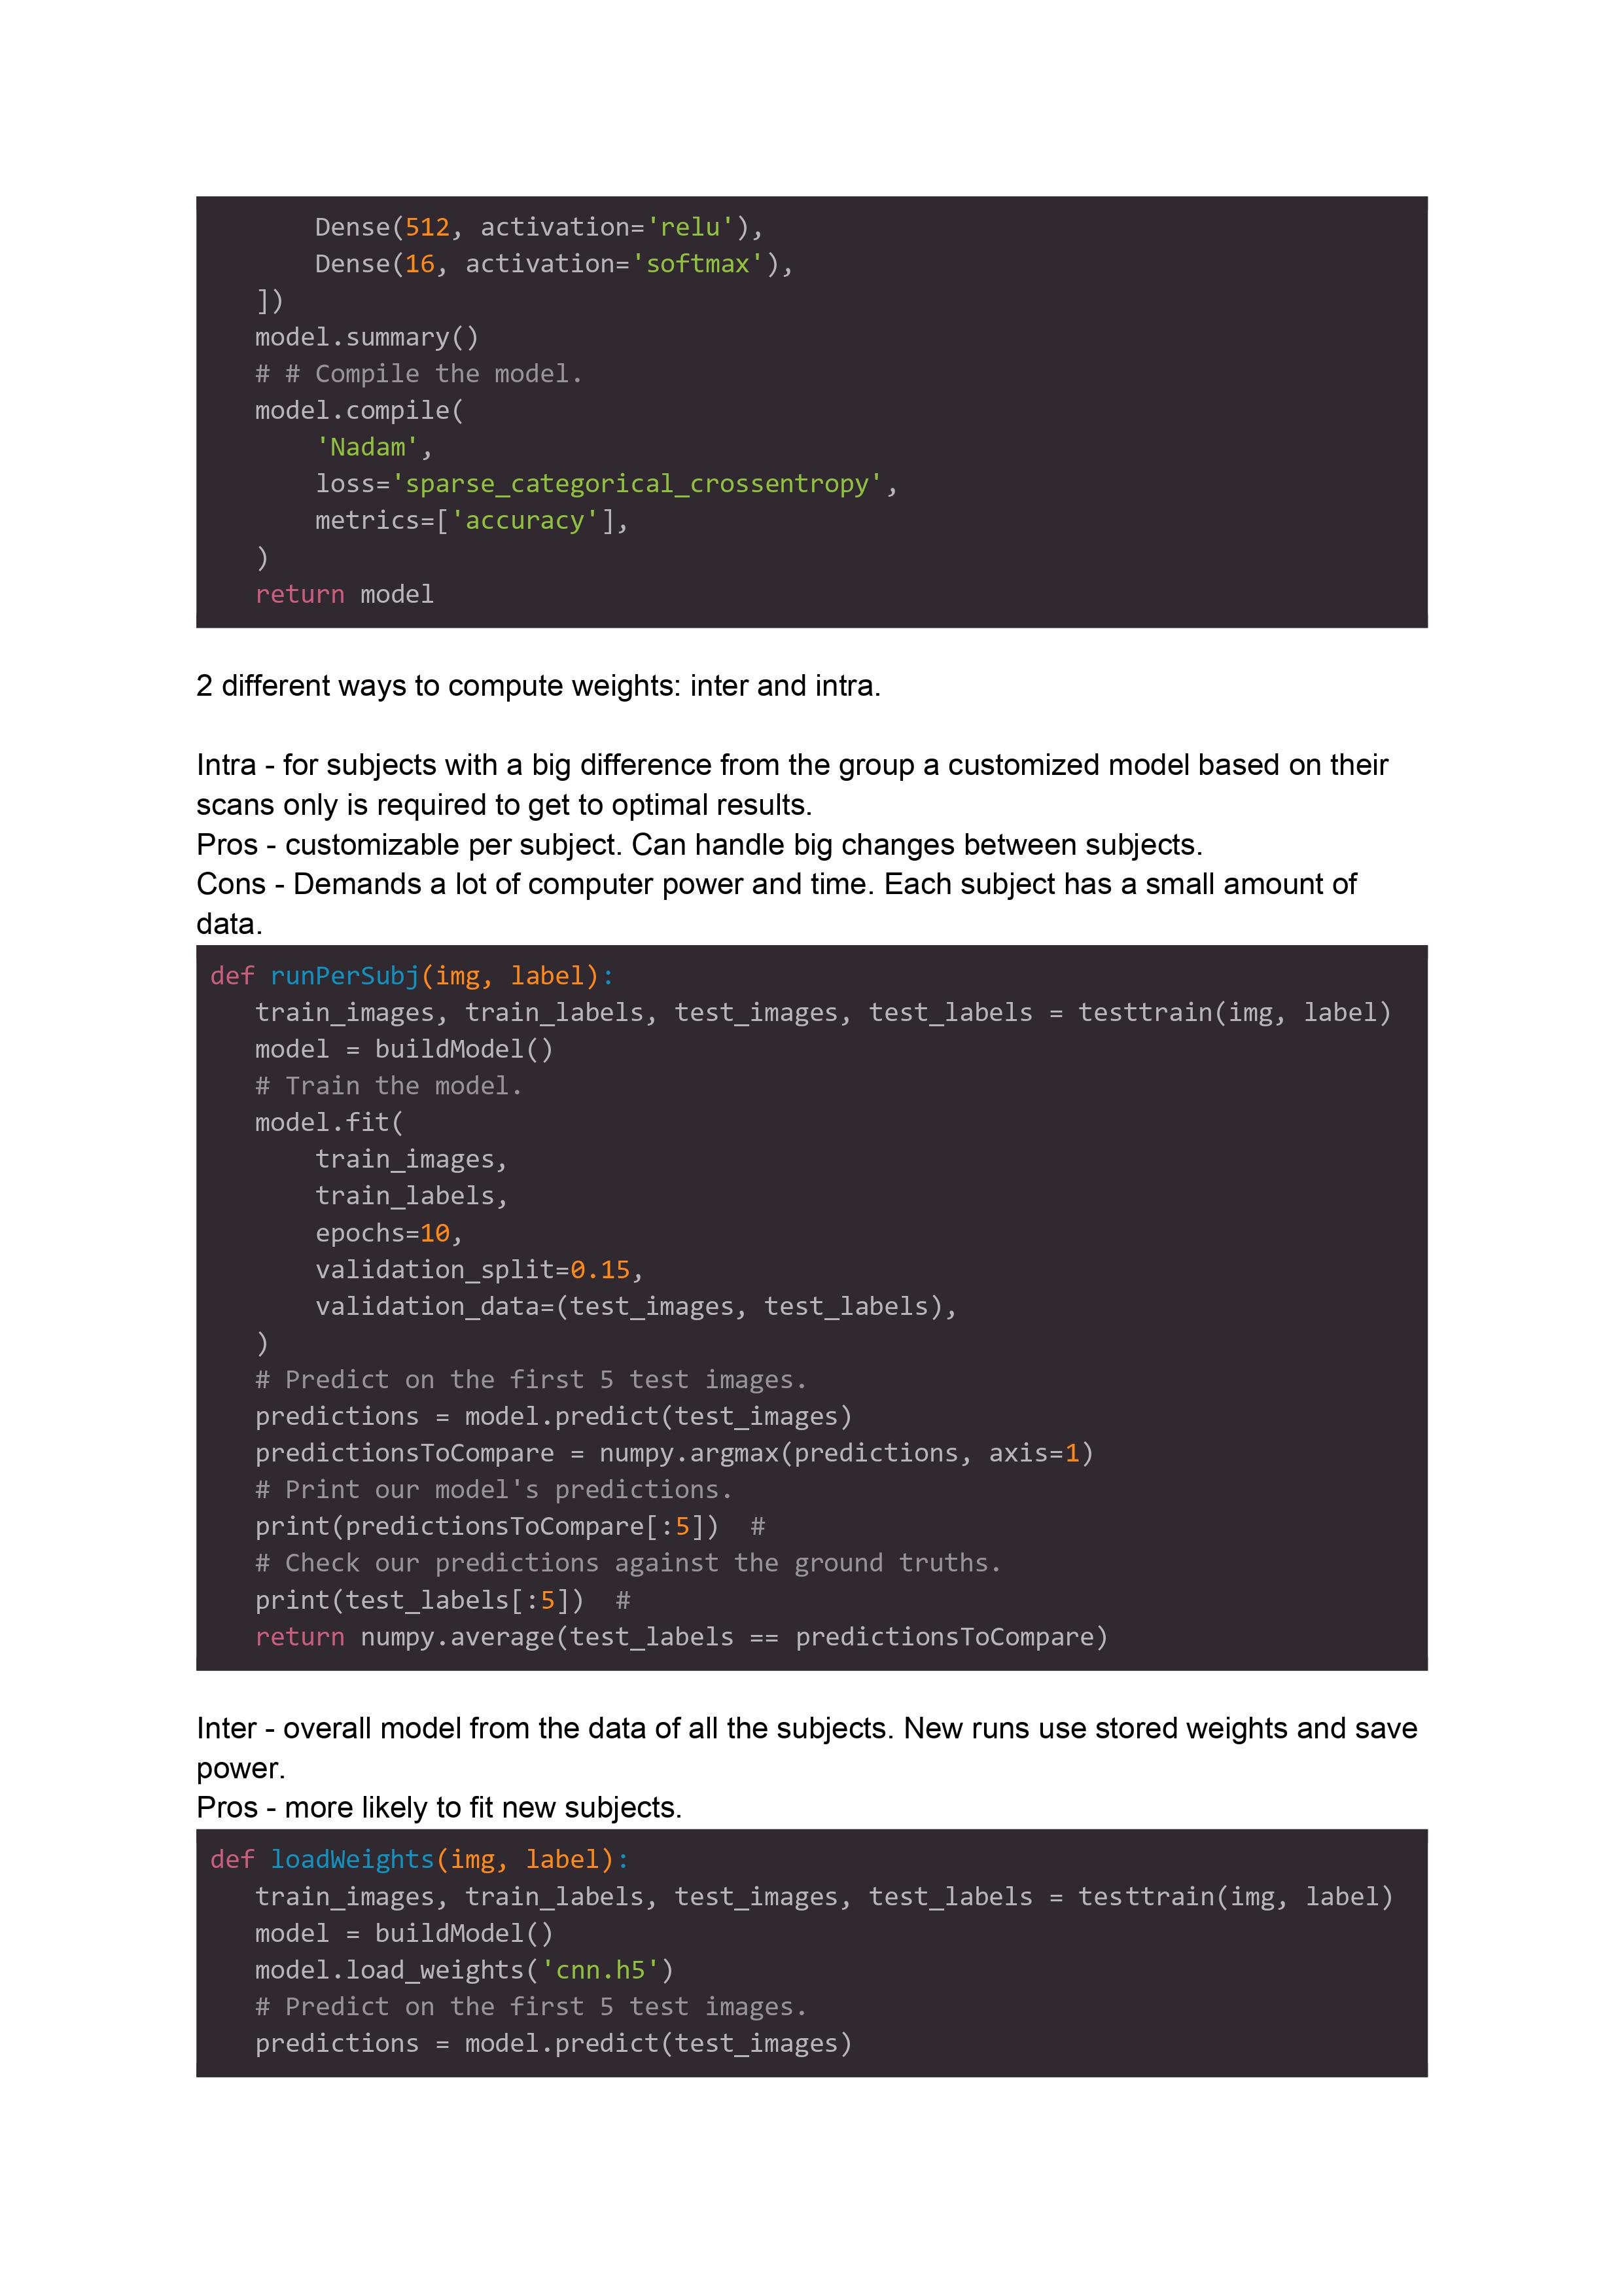 Dense(512, activation='relu'),
        Dense(16, activation='softmax'),
    ])
    model.summary()
    # # Compile the model.
    model.compile(
        'Nadam',
        loss='sparse_categorical_crossentropy',
        metrics=['accuracy'],
    )
    return model
2 different ways to compute weights: inter and intra.
Intra - for subjects with a big difference from the group a customized model based on their
scans only is required to get to optimal results.
Pros - customizable per subject. Can handle big changes between subjects.
Cons - Demands a lot of computer power and time. Each subject has a small amount of
data.
def runPerSubj(img, label):
    train_images, train_labels, test_images, test_labels = testtrain(img, label)
    model = buildModel()
    # Train the model.
    model.fit(
        train_images,
        train_labels,
        epochs=10,
        validation_split=0.15,
        validation_data=(test_images, test_labels),
    )
    # Predict on the first 5 test images.
    predictions = model.predict(test_images)
    predictionsToCompare = numpy.argmax(predictions, axis=1)
    # Print our model's predictions.
    print(predictionsToCompare[:5])  #
    # Check our predictions against the ground truths.
    print(test_labels[:5])  #
    return numpy.average(test_labels == predictionsToCompare)
Inter - overall model from the data of all the subjects. New runs use stored weights and save
power.
Pros - more likely to fit new subjects.
def loadWeights(img, label):
    train_images, train_labels, test_images, test_labels = testtrain(img, label)
    model = buildModel()
    model.load_weights('cnn.h5')
    # Predict on the first 5 test images.
    predictions = model.predict(test_images)